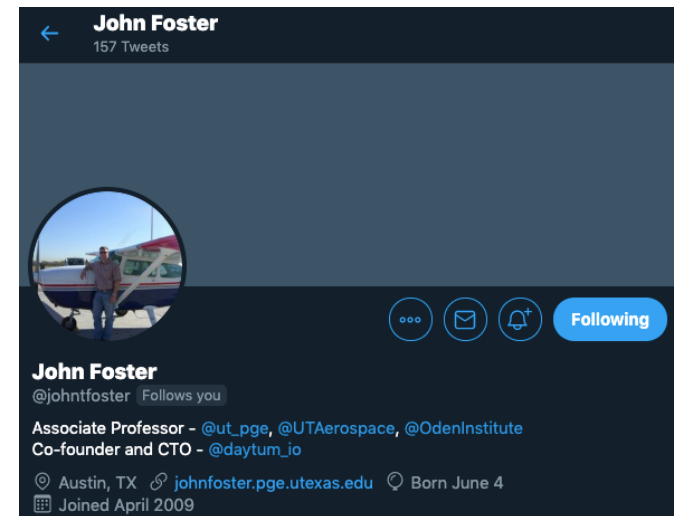 John Foster
157 Tweets
Following
John Foster
@johntfoster Follows you
Associate Professor - @ut_pge, @UTAerospace, @OdenInstitute
Co-founder and CTO - @daytum_io
Austin, TX johnfoster.pge.utexas.edu Born June 4
Joined April 2009